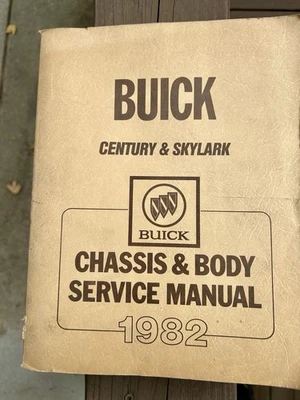 BUICK
CENTURY & SKYLARK
BUICK
CHASSIS & BODY
SERVICE MANUAL
1982